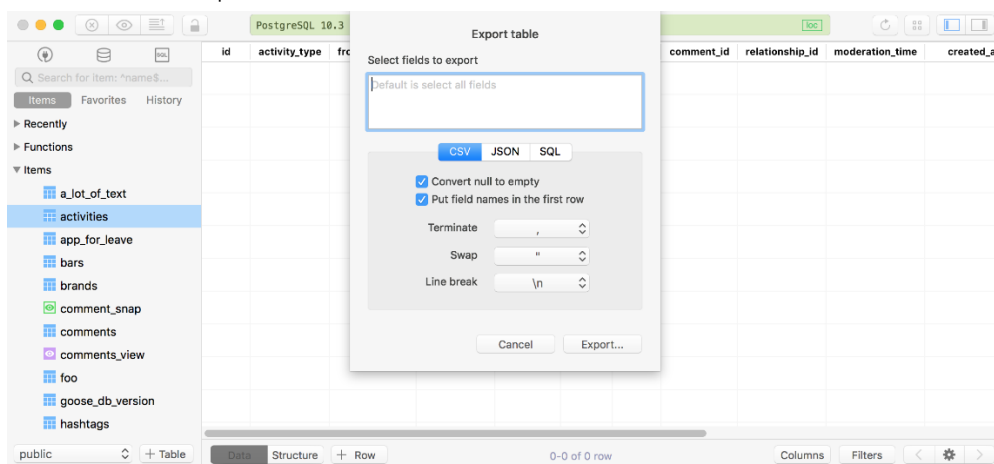 PostgreSQL 10.3
loc
Export table
Select fields to export
Default is select all fields
CSV JSON SQL
Convert null to empty
Put field names in the first row
Terminate ,
Swap "
Line break \n
Cancel Export...
SQL
Search for item: ^name$...
Items Favorites History
Recently
Functions
Items
a_lot_of_text
activities
app_for_leave
bars
brands
comment_snap
comments
comments_view
foo
goose_db_version
hashtags
public + Table
id activity_type fro comment_id relationship_id moderation_time created_a
Data Structure + Row 0-0 of 0 row Columns Filters